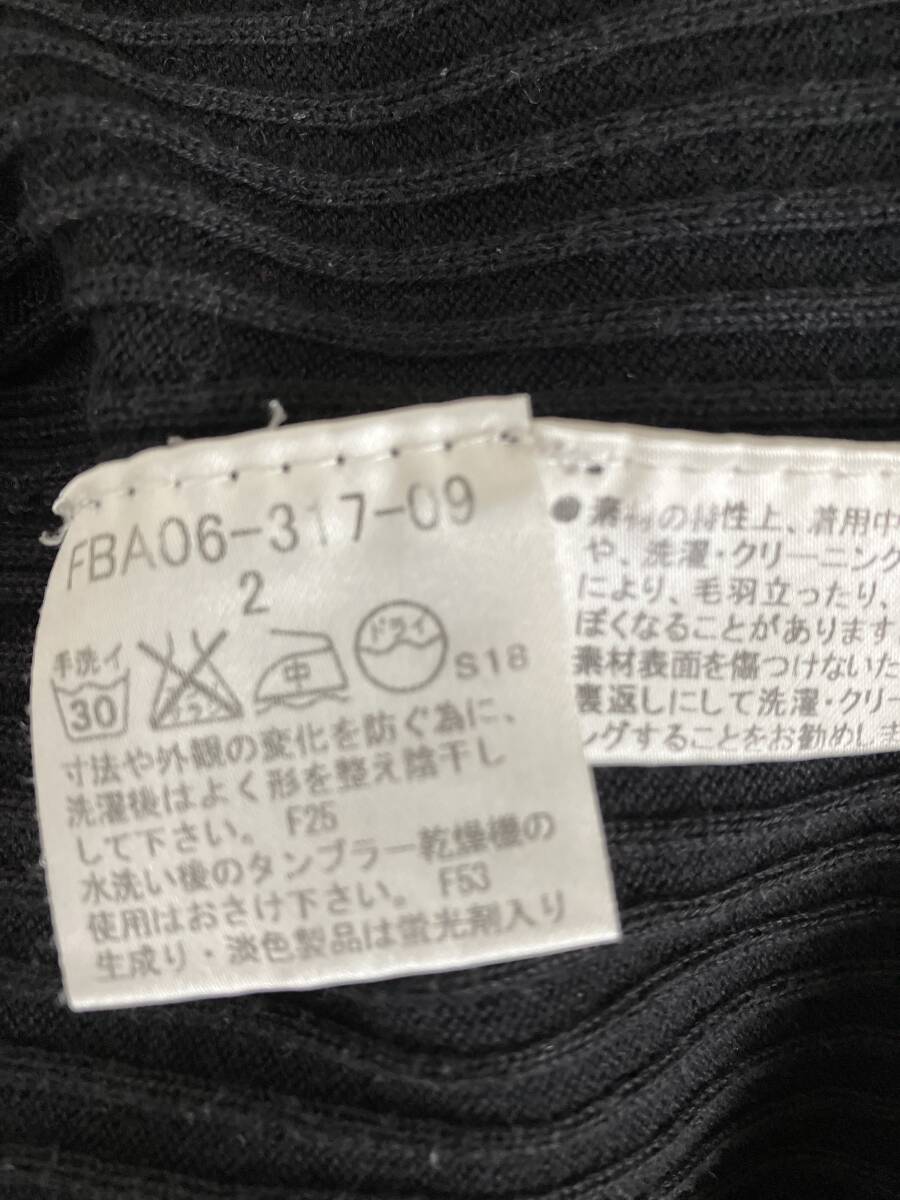 FBA06-317-09
2
手洗イ
30
エンソサラシ
中
ドライ
S18
寸法や外観の変化を防ぐ為に、
洗濯後はよく形を整え陰干し
して下さい。 F25
水洗い後のタンブラー乾燥機の
使用はおさけ下さい。 F53
生成り・淡色製品は蛍光剤入り
●素材の特性上、着用中
や、洗濯・クリーニング
により、毛羽立ったり、
ぽくなることがあります
素材表面を傷つけないた
裏返しにして洗濯・クリー
ングすることをお勧めしま